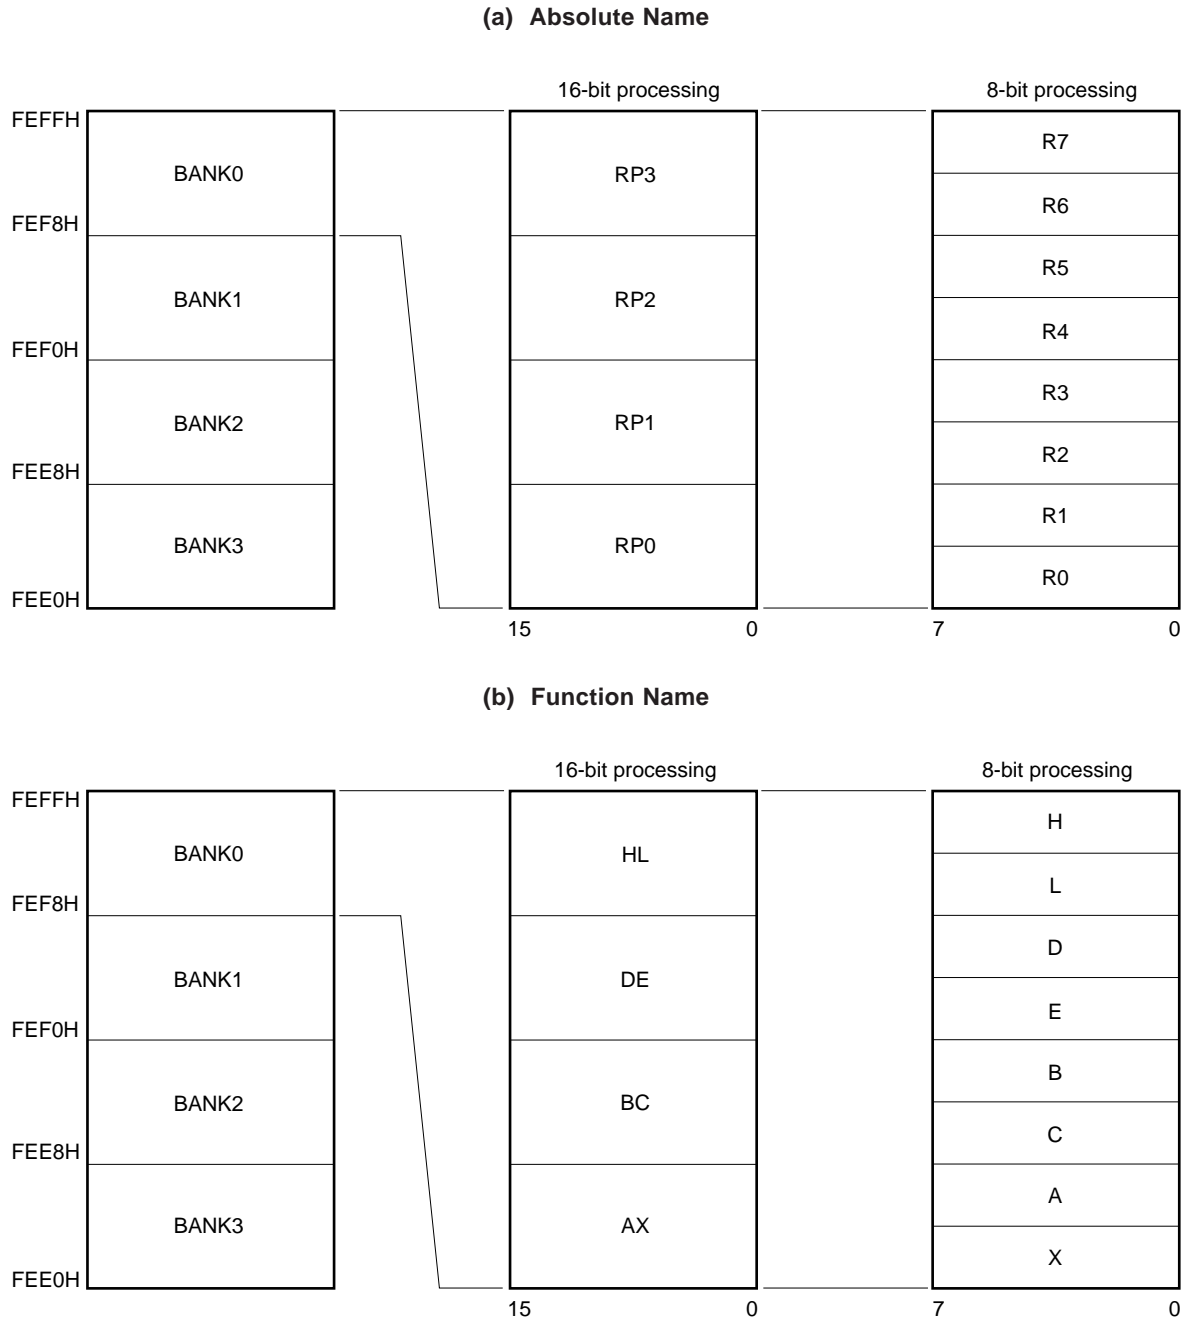 (a) Absolute Name
16-bit processing
8-bit processing
FEFFH
BANK0
RP3
R7
R6
FEF8H
BANK1
RP2
R5
R4
FEF0H
BANK2
RP1
R3
R2
FEE8H
BANK3
RP0
R1
R0
FEE0H
15
0
7
0
(b) Function Name
16-bit processing
8-bit processing
FEFFH
BANK0
HL
H
L
FEF8H
BANK1
DE
D
E
FEF0H
BANK2
BC
B
C
FEE8H
BANK3
AX
A
X
FEE0H
15
0
7
0